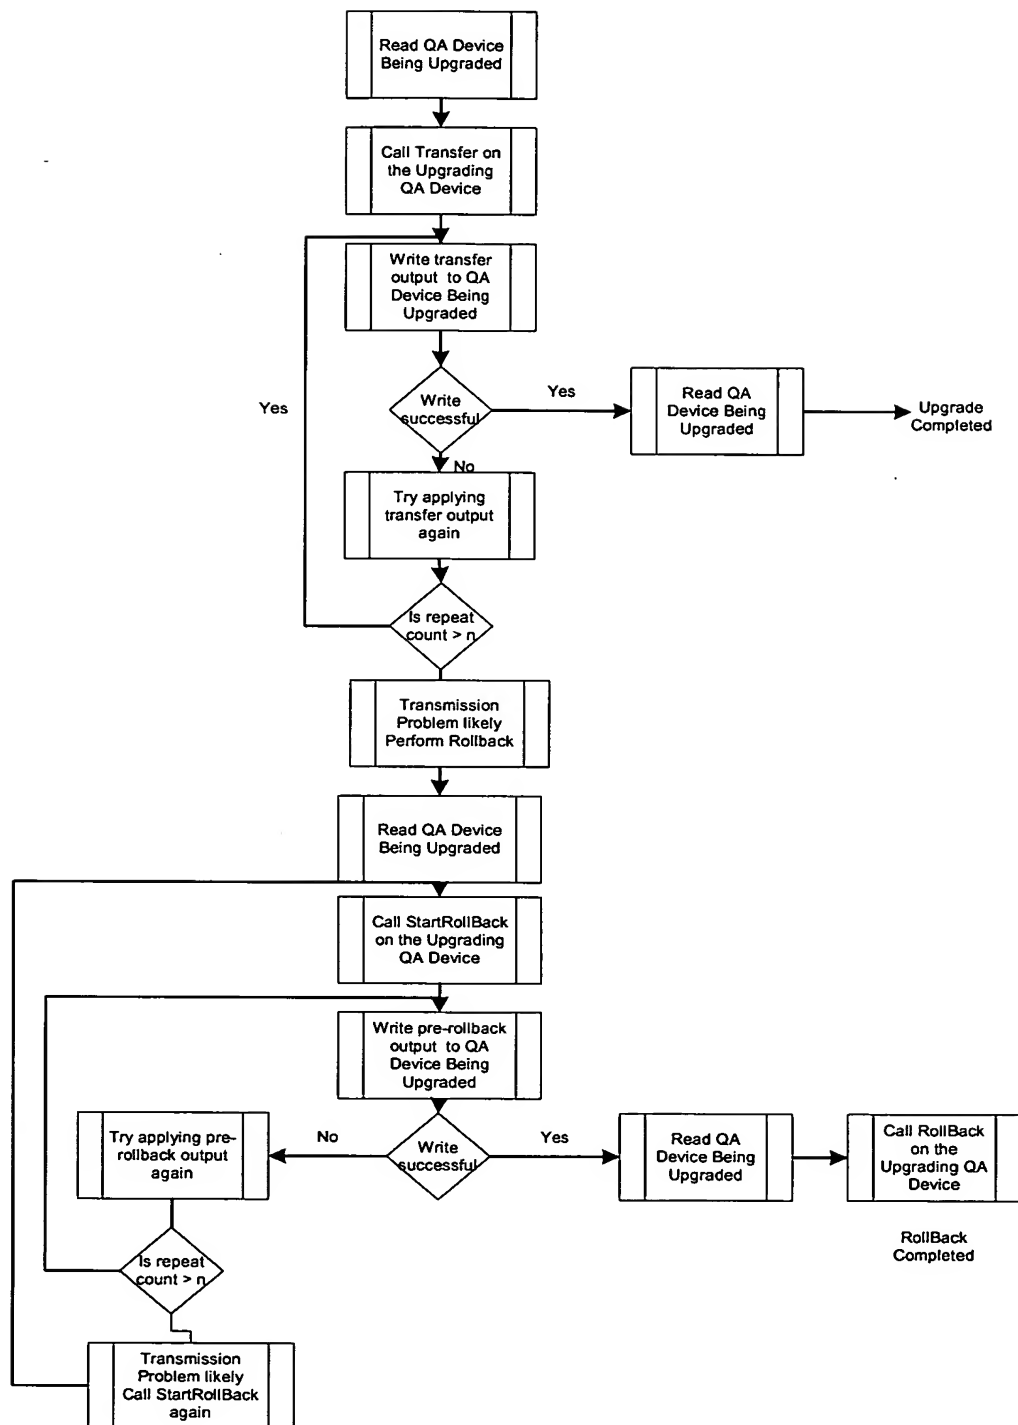 Read QA Device
Being Upgraded
Call Transfer on
the Upgrading
QA Device
Write transfer
output to QA
Device Being
Upgraded
Yes
Write
successful
Yes
Read QA
Device Being
Upgraded
Upgrade
Completed
No
Try applying
transfer output
again
Is repeat
count > n
Transmission
Problem likely
Perform Rollback
Read QA Device
Being Upgraded
Call StartRollBack
on the Upgrading
QA Device
Write pre-rollback
output to QA
Device Being
Upgraded
Try applying pre-
rollback output
again
No
Write
successful
Yes
Read QA
Device Being
Upgraded
Call RollBack
on the
Upgrading QA
Device
RollBack
Completed
Is repeat
count > n
Transmission
Problem likely
Call StartRollBack
again